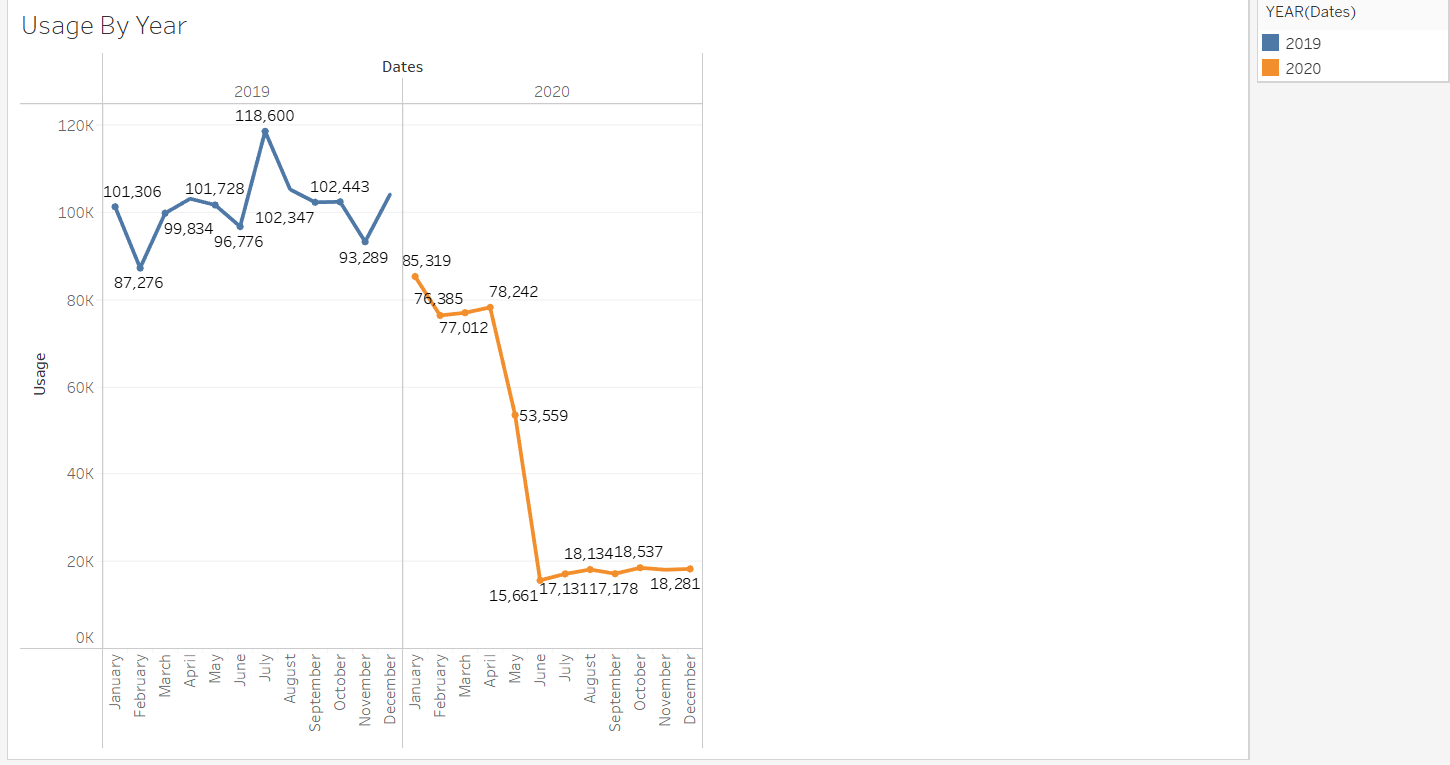 Usage By Year
YEAR(Dates)
2019
2020
Dates
2019
2020
Usage
120K
100K
80K
60K
40K
20K
0K
118,600
101,306
101,728
102,443
99,834
102,347
96,776
93,289
87,276
85,319
76,385
78,242
77,012
53,559
18,134
18,537
15,661
17,131
17,178
18,281
January
February
March
April
May
June
July
August
September
October
November
December
January
February
March
April
May
June
July
August
September
October
November
December